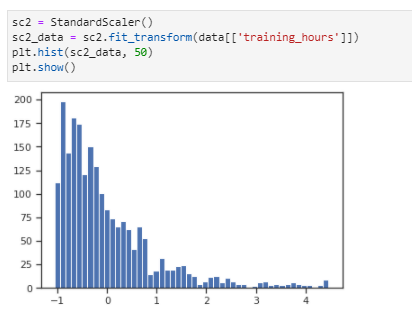 sc2 = StandardScaler()
sc2_data = sc2.fit_transform(data[['training_hours']])
plt.hist(sc2_data, 50)
plt.show()
200
175
150
125
100
75
50
25
0
−1 0 1 2 3 4